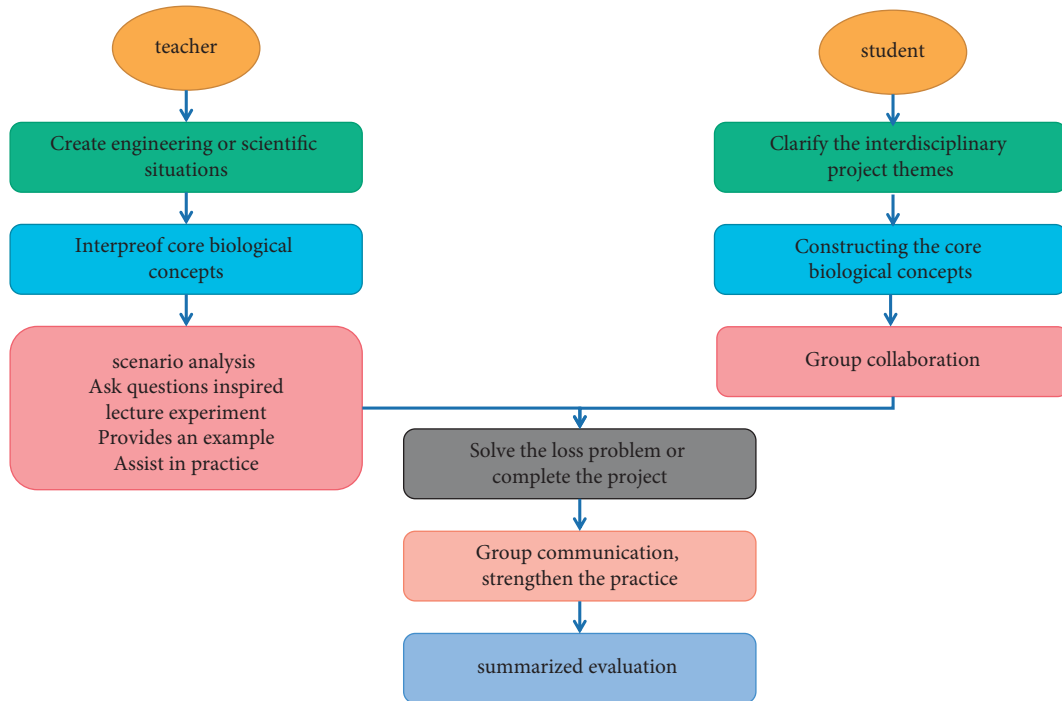 teacher
student
Create engineering or scientific
situations
Clarify the interdisciplinary
project themes
Interpreof core biological
concepts
Constructing the core
biological concepts
scenario analysis
Ask questions inspired
lecture experiment
Provides an example
Assist in practice
Group collaboration
Solve the loss problem or
complete the project
Group communication,
strengthen the practice
summarized evaluation